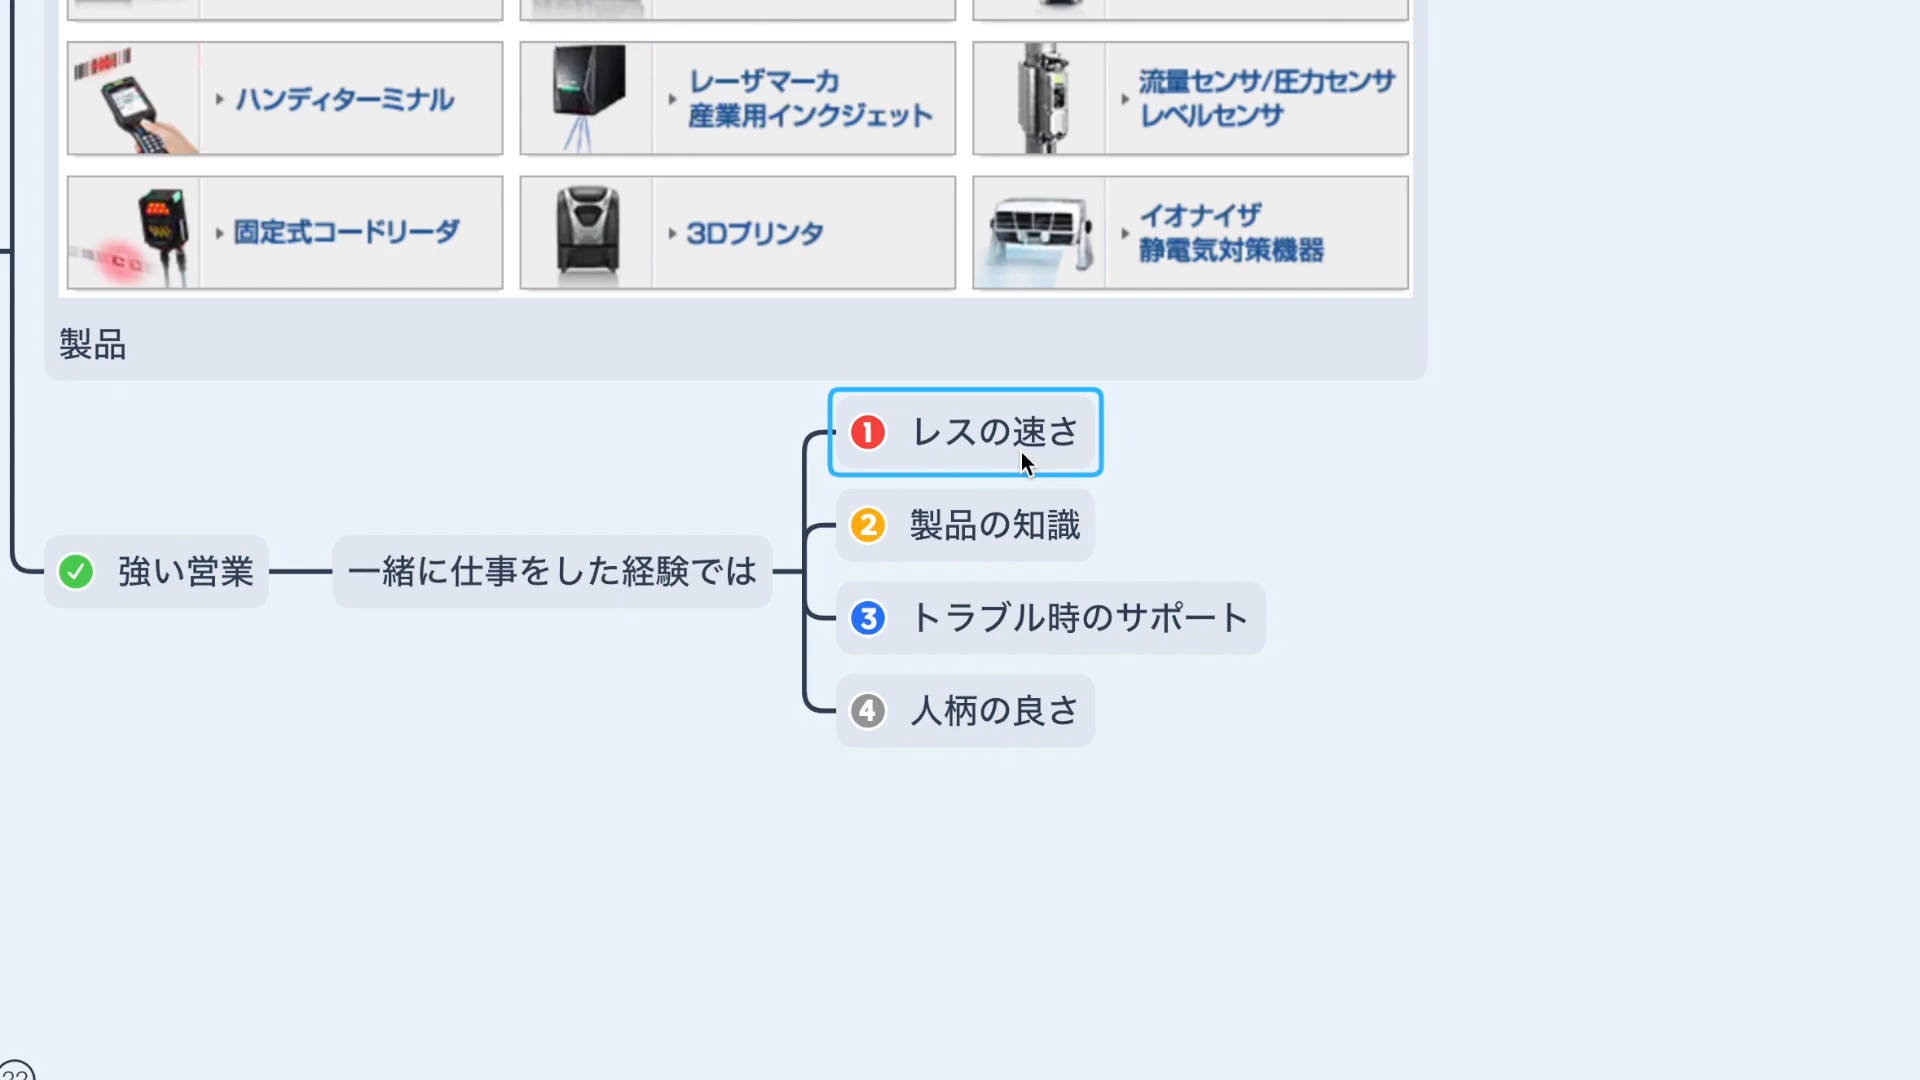 ハンディターミナル
レーザマーカ
産業用インクジェット
流量センサ/圧力センサ
レベルセンサ
固定式コードリーダ
3Dプリンタ
イオナイザ
静電気対策機器
製品
1 レスの速さ
2 製品の知識
強い営業
一緒に仕事をした経験では
3 トラブル時のサポート
4 人柄の良さ
22